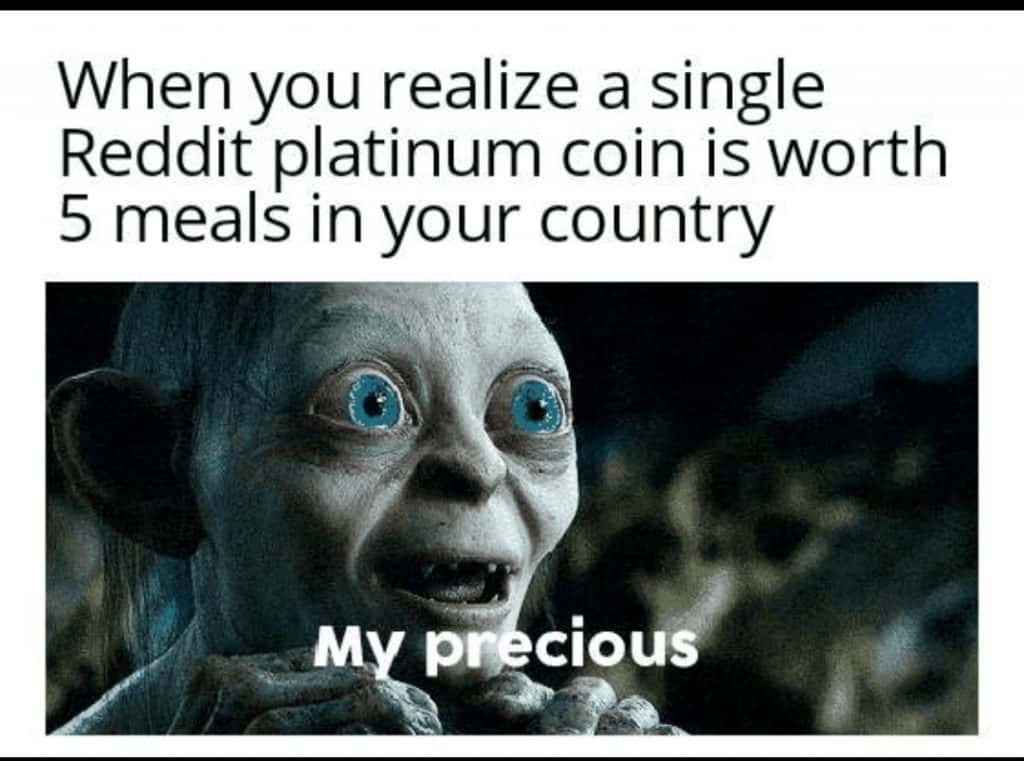 When you realize a single
Reddit platinum coin is worth
5 meals in your country
My precious